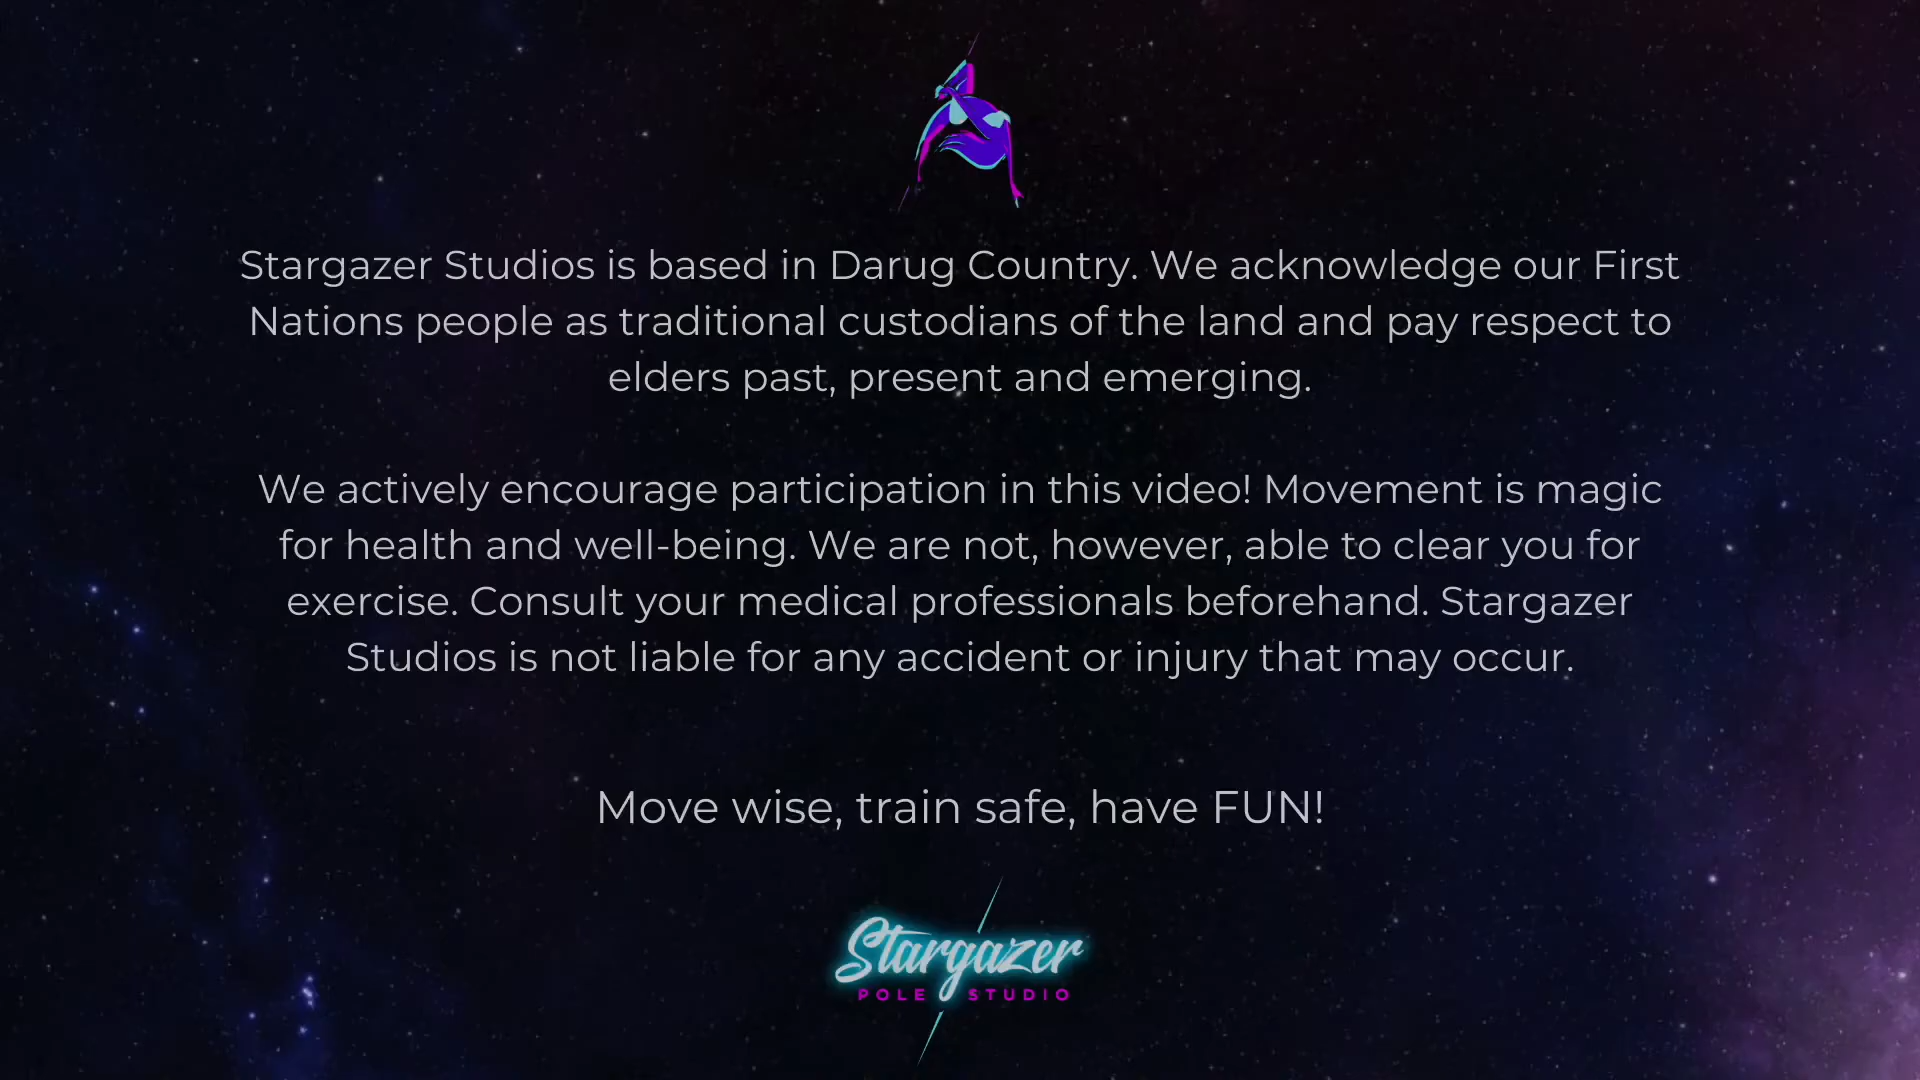 Stargazer Studios is based in Darug Country. We acknowledge our First
Nations people as traditional custodians of the land and pay respect to
elders past, present and emerging.
We actively encourage participation in this video! Movement is magic
for health and well-being. We are not, however, able to clear you for
exercise. Consult your medical professionals beforehand. Stargazer
Studios is not liable for any accident or injury that may occur.
Move wise, train safe, have FUN!
Stargazer
POLE STUDIO